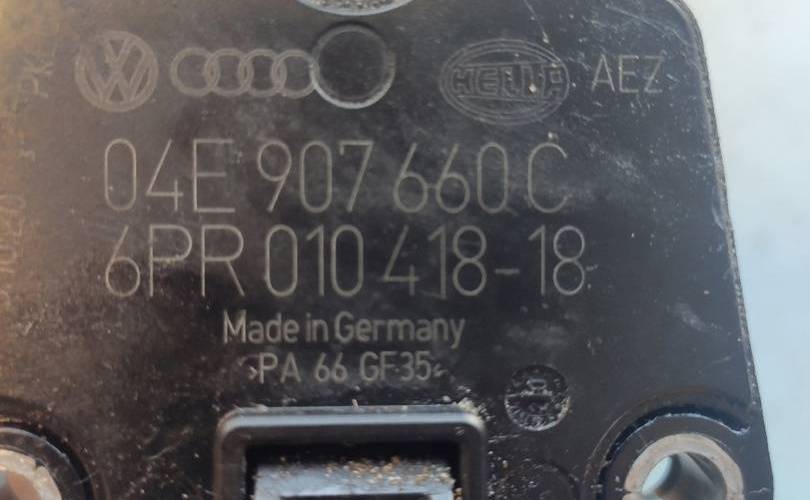 HELLA AEZ
04E 907 660 C
6PR 010 418-18
Made in Germany
>PA 66 GF35<